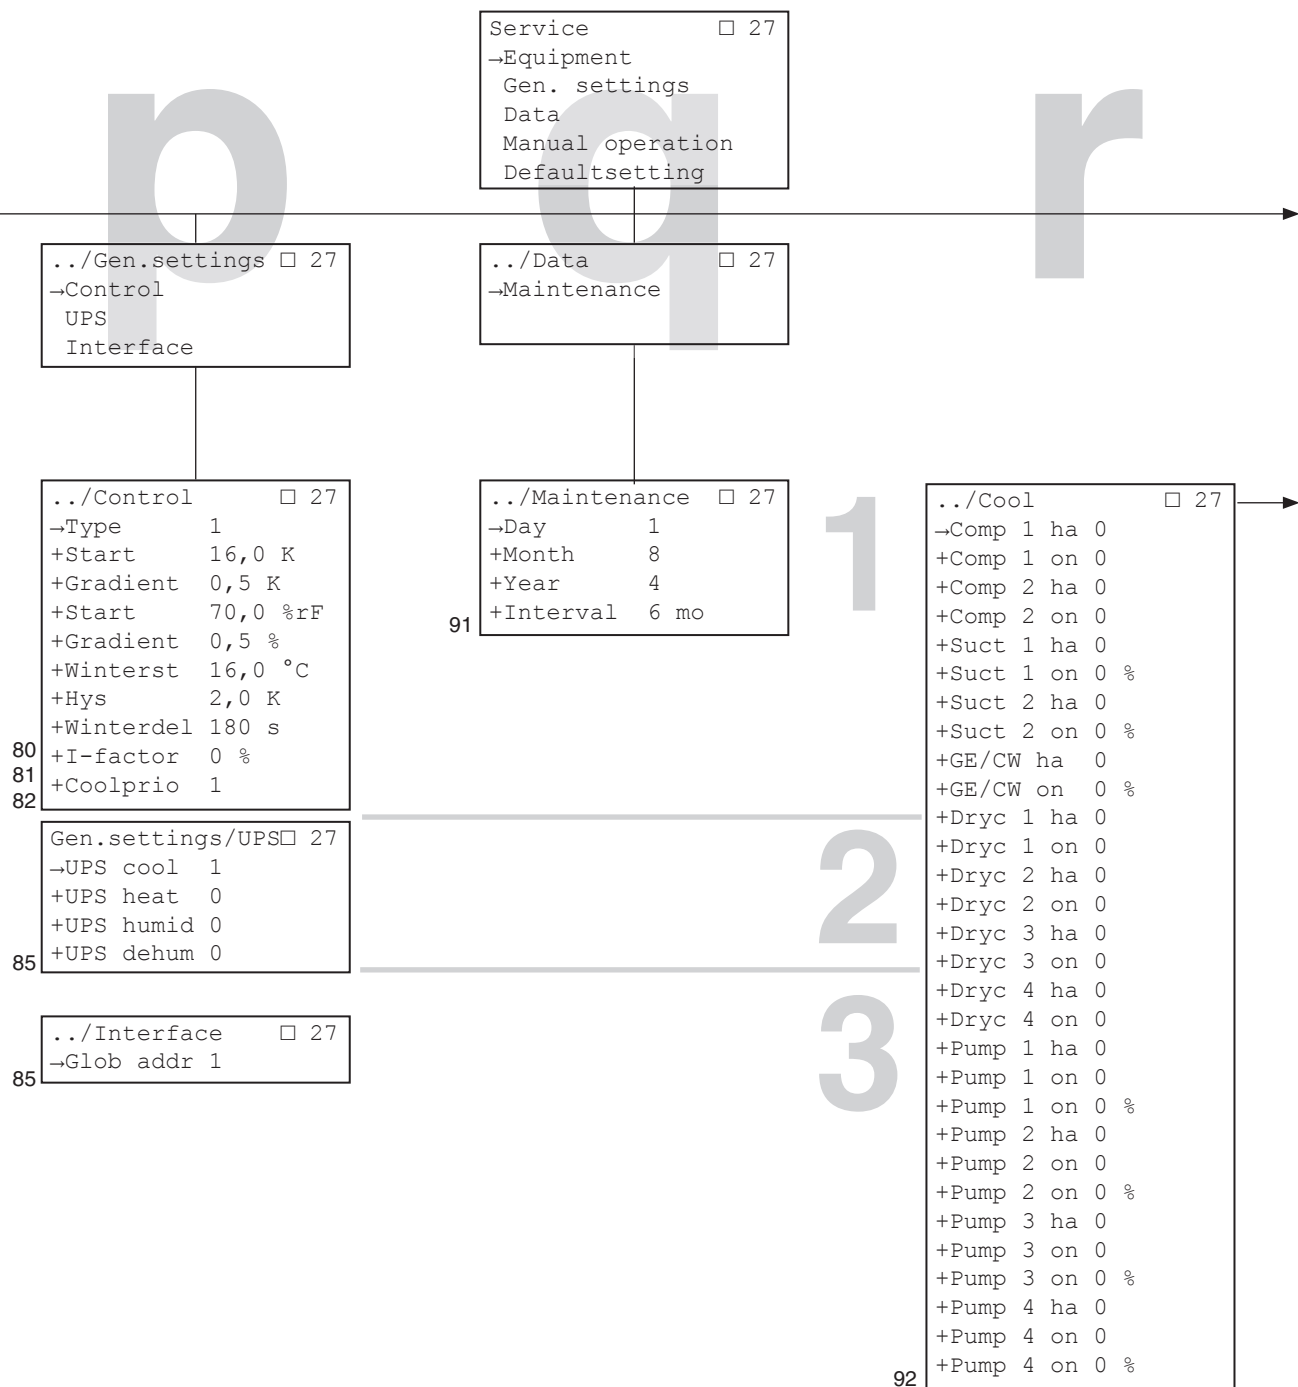 Service □ 27
→Equipment
Gen. settings
Data
Manual operation
Defaultsetting
p
q
r
../Gen.settings □ 27
→Control
UPS
Interface
../Data □ 27
→Maintenance
../Control □ 27
→Type 1
+Start 16,0 K
+Gradient 0,5 K
+Start 70,0 %rF
+Gradient 0,5 %
+Winterst 16,0 °C
+Hys 2,0 K
+Winterdel 180 s
+I-factor 0 %
+Coolprio 1
80
81
82
Gen.settings/UPS□ 27
→UPS cool 1
+UPS heat 0
+UPS humid 0
+UPS dehum 0
85
../Interface □ 27
→Glob addr 1
85
../Maintenance □ 27
→Day 1
+Month 8
+Year 4
+Interval 6 mo
91
1
2
3
../Cool □ 27
→Comp 1 ha 0
+Comp 1 on 0
+Comp 2 ha 0
+Comp 2 on 0
+Suct 1 ha 0
+Suct 1 on 0 %
+Suct 2 ha 0
+Suct 2 on 0 %
+GE/CW ha 0
+GE/CW on 0 %
+Dryc 1 ha 0
+Dryc 1 on 0
+Dryc 2 ha 0
+Dryc 2 on 0
+Dryc 3 ha 0
+Dryc 3 on 0
+Dryc 4 ha 0
+Dryc 4 on 0
+Pump 1 ha 0
+Pump 1 on 0
+Pump 1 on 0 %
+Pump 2 ha 0
+Pump 2 on 0
+Pump 2 on 0 %
+Pump 3 ha 0
+Pump 3 on 0
+Pump 3 on 0 %
+Pump 4 ha 0
+Pump 4 on 0
+Pump 4 on 0 %
92